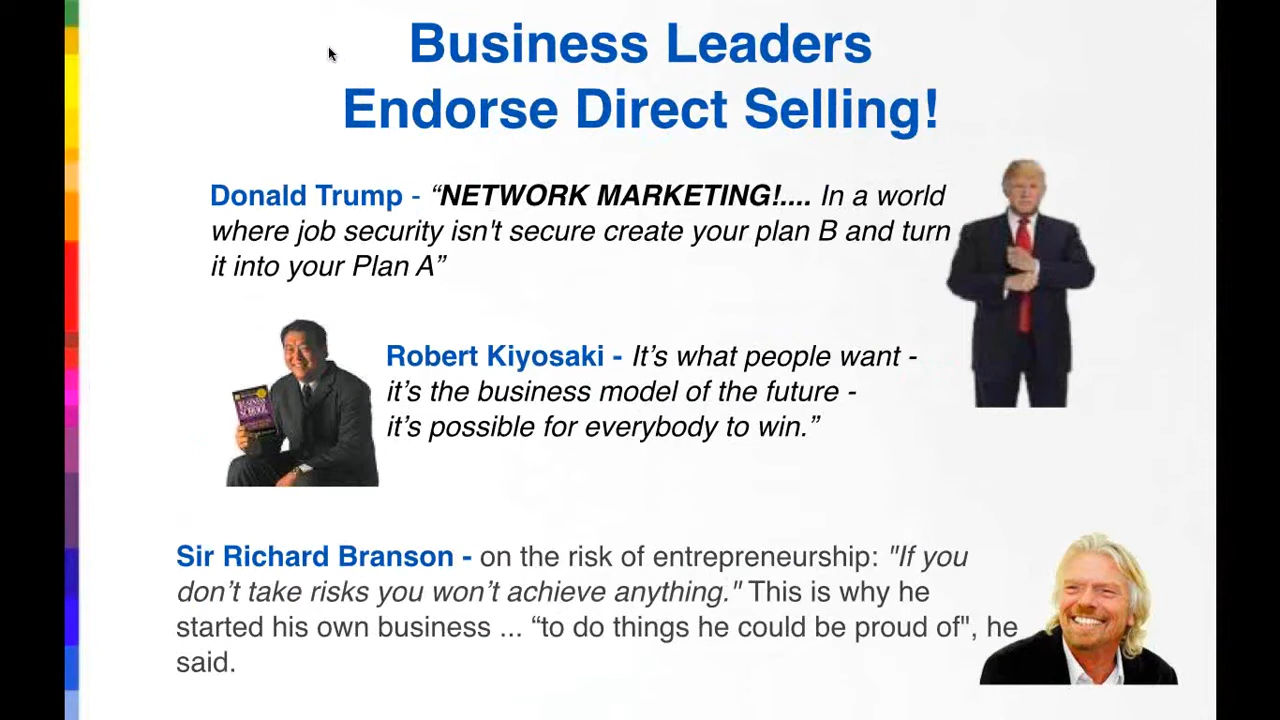 Business Leaders
Endorse Direct Selling!
Donald Trump - “NETWORK MARKETING!.... In a world
where job security isn't secure create your plan B and turn
it into your Plan A”
Robert Kiyosaki - It’s what people want -
it’s the business model of the future -
it’s possible for everybody to win.”
BUSINESS
SCHOOL
Sir Richard Branson - on the risk of entrepreneurship: "If you
don’t take risks you won’t achieve anything." This is why he
started his own business ... “to do things he could be proud of", he
said.